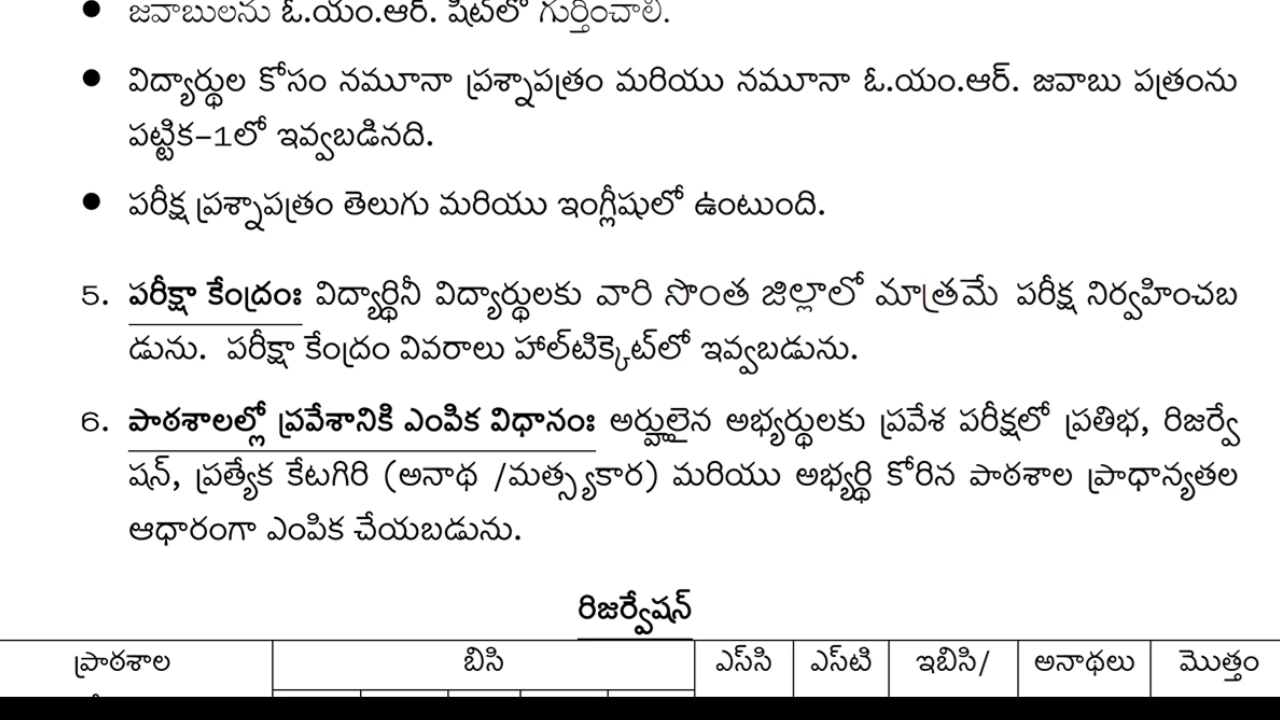 • జవాబులను ఓ.యం.ఆర్. షీట్‌లో గుర్తించాలి.
• విద్యార్థుల కోసం నమూనా ప్రశ్నాపత్రం మరియు నమూనా ఓ.యం.ఆర్. జవాబు పత్రంను
పట్టిక–1లో ఇవ్వబడినది.
• పరీక్ష ప్రశ్నాపత్రం తెలుగు మరియు ఇంగ్లీషులో ఉంటుంది.
5. పరీక్షా కేంద్రంః విద్యార్థినీ విద్యార్థులకు వారి సొంత జిల్లాలో మాత్రమే పరీక్ష నిర్వహించబ
డును. పరీక్షా కేంద్రం వివరాలు హాల్‌టిక్కెట్‌లో ఇవ్వబడును.
6. పాఠశాలల్లో ప్రవేశానికి ఎంపిక విధానంః అర్హులైన అభ్యర్థులకు ప్రవేశ పరీక్షలో ప్రతిభ, రిజర్వే
షన్, ప్రత్యేక కేటగిరి (అనాథ /మత్స్యకార) మరియు అభ్యర్థి కోరిన పాఠశాల ప్రాధాన్యతల
ఆధారంగా ఎంపిక చేయబడును.
రిజర్వేషన్
ప్రాఠశాల బిసి ఎస్‌సి ఎస్‌టి ఇబిసి/ అనాథలు మొత్తం